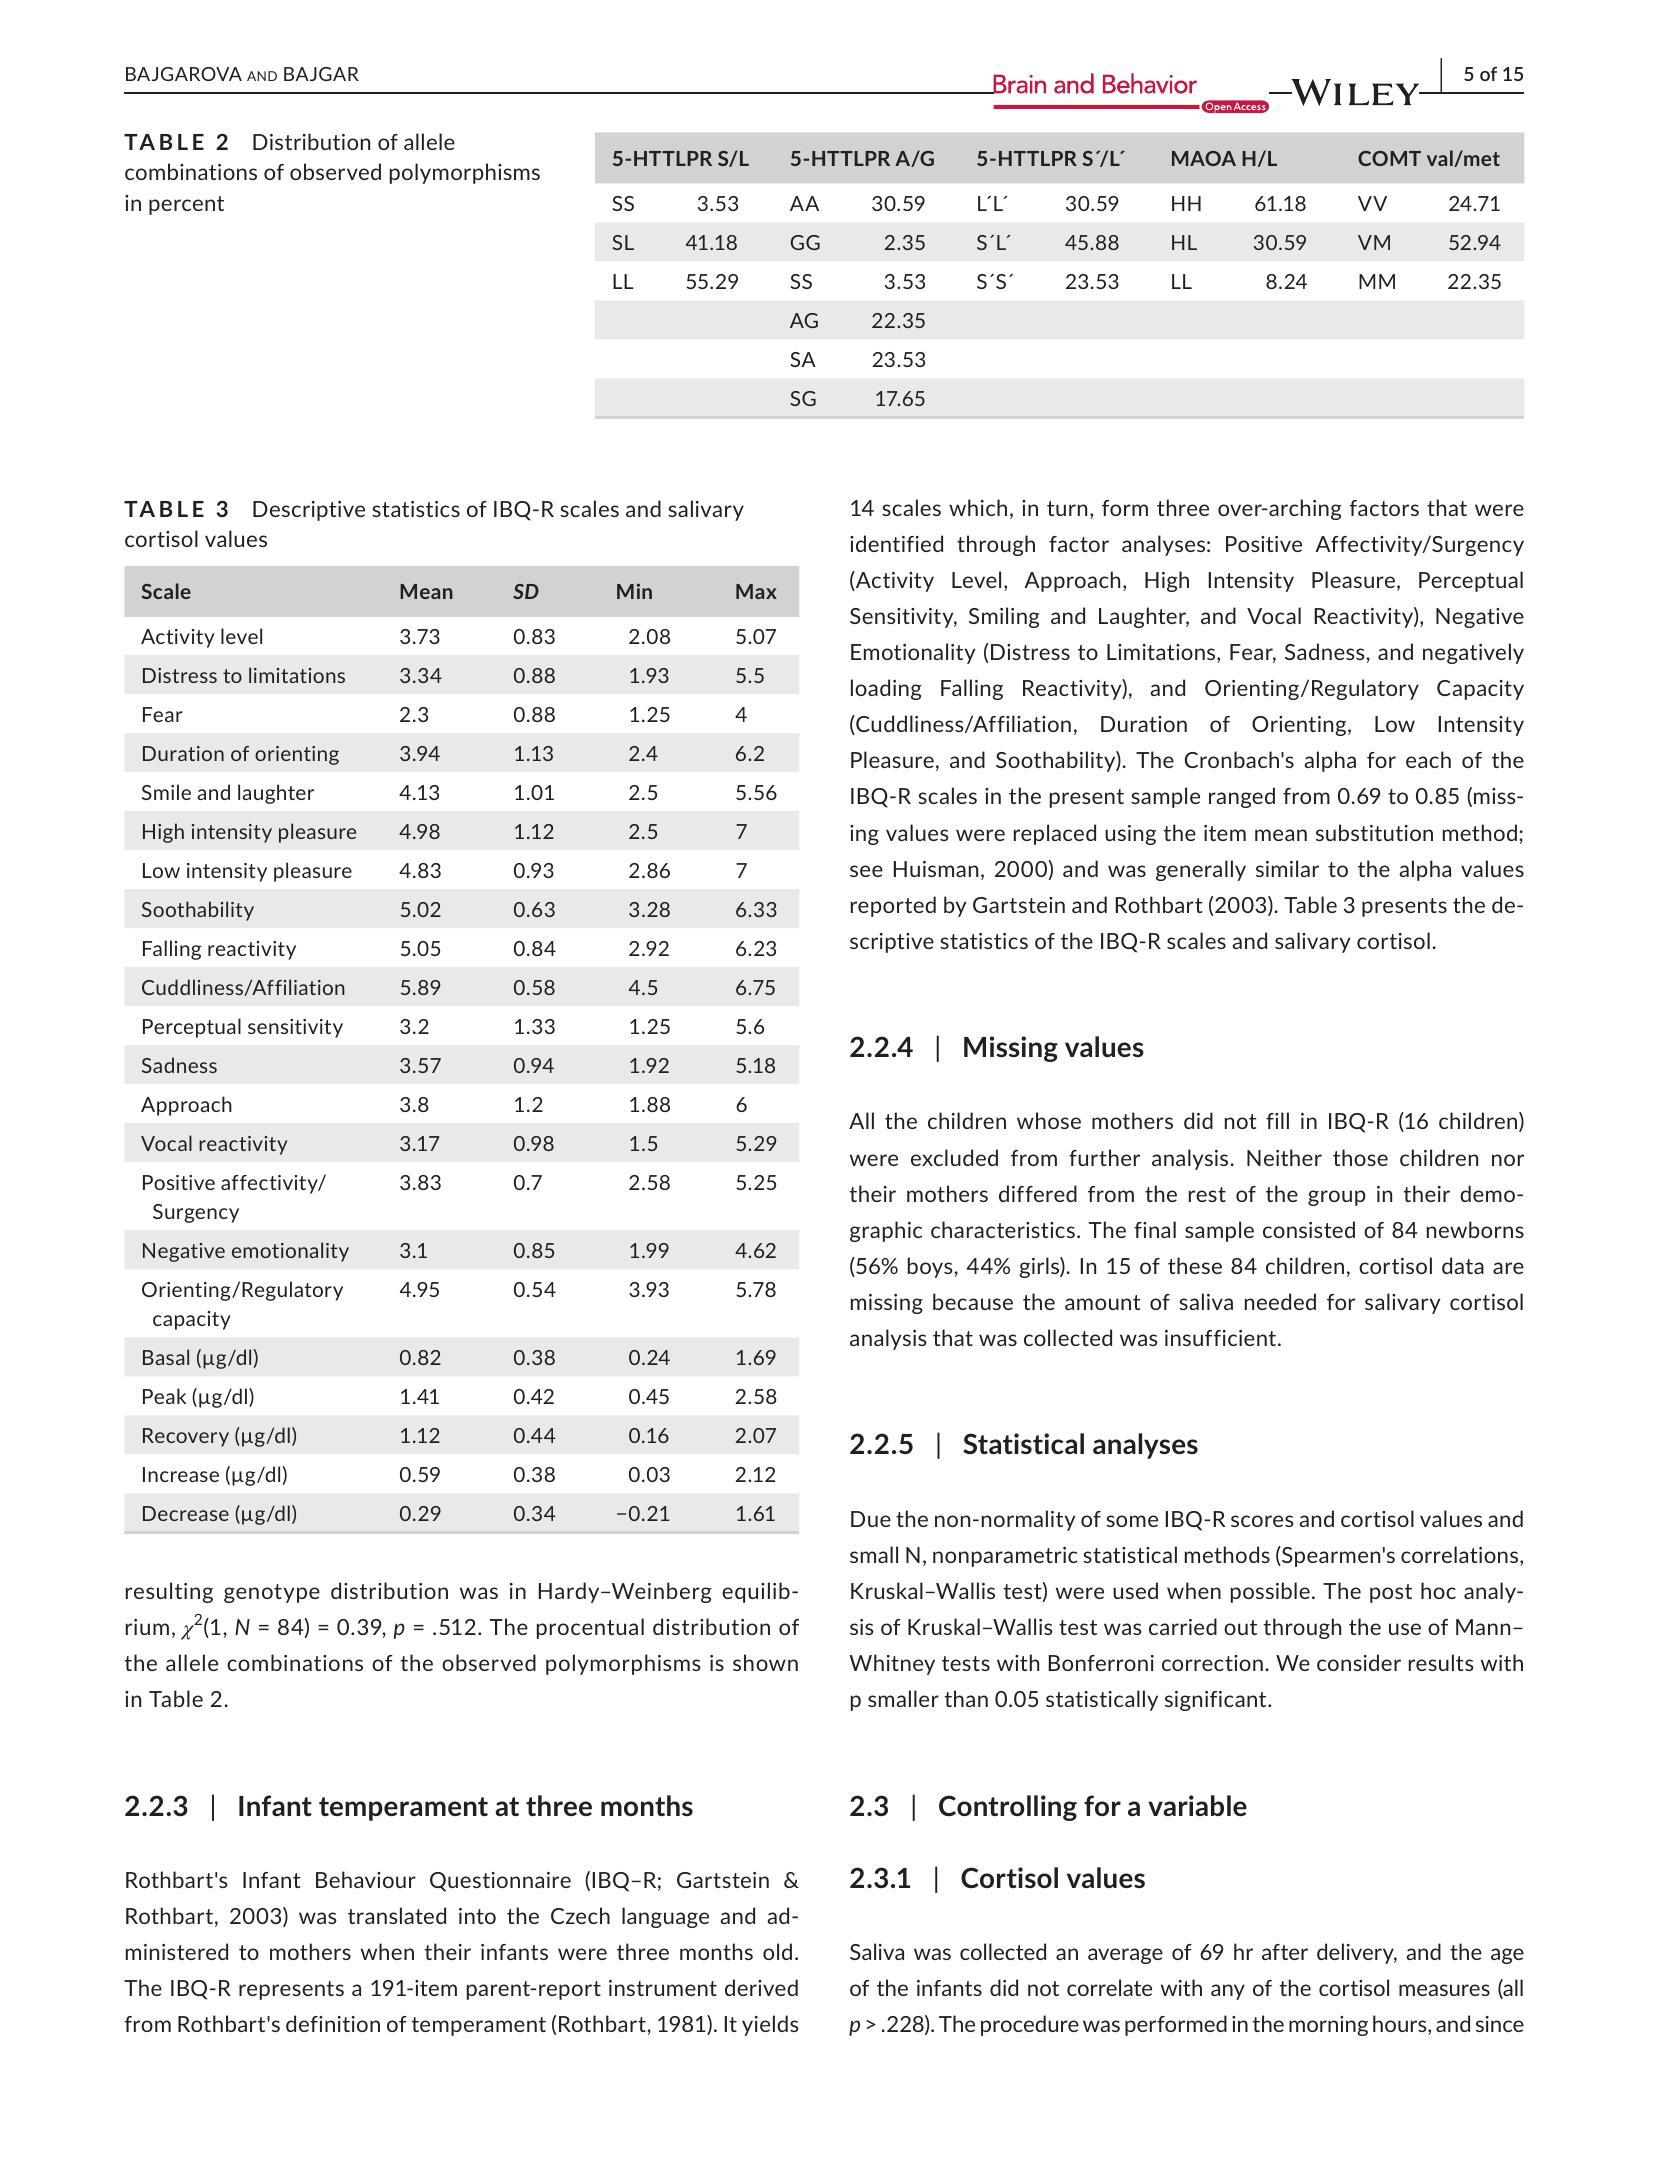 BAJGAROVA AND BAJGAR
Brain and Behavior
Open Access
WILEY
5 of 15
TABLE 2 Distribution of allele
combinations of observed polymorphisms
in percent
5-HTTLPR S/L 5-HTTLPR A/G 5-HTTLPR S´/L´ MAOA H/L COMT val/met
SS 3.53 AA 30.59 L´L´ 30.59 HH 61.18 VV 24.71
SL 41.18 GG 2.35 S´L´ 45.88 HL 30.59 VM 52.94
LL 55.29 SS 3.53 S´S´ 23.53 LL 8.24 MM 22.35
AG 22.35
SA 23.53
SG 17.65
TABLE 3 Descriptive statistics of IBQ-R scales and salivary
cortisol values
Scale Mean SD Min Max
Activity level 3.73 0.83 2.08 5.07
Distress to limitations 3.34 0.88 1.93 5.5
Fear 2.3 0.88 1.25 4
Duration of orienting 3.94 1.13 2.4 6.2
Smile and laughter 4.13 1.01 2.5 5.56
High intensity pleasure 4.98 1.12 2.5 7
Low intensity pleasure 4.83 0.93 2.86 7
Soothability 5.02 0.63 3.28 6.33
Falling reactivity 5.05 0.84 2.92 6.23
Cuddliness/Affiliation 5.89 0.58 4.5 6.75
Perceptual sensitivity 3.2 1.33 1.25 5.6
Sadness 3.57 0.94 1.92 5.18
Approach 3.8 1.2 1.88 6
Vocal reactivity 3.17 0.98 1.5 5.29
Positive affectivity/ 3.83 0.7 2.58 5.25
Surgency
Negative emotionality 3.1 0.85 1.99 4.62
Orienting/Regulatory 4.95 0.54 3.93 5.78
capacity
Basal (μg/dl) 0.82 0.38 0.24 1.69
Peak (μg/dl) 1.41 0.42 0.45 2.58
Recovery (μg/dl) 1.12 0.44 0.16 2.07
Increase (μg/dl) 0.59 0.38 0.03 2.12
Decrease (μg/dl) 0.29 0.34 −0.21 1.61
resulting genotype distribution was in Hardy–Weinberg equilib-
rium, χ²(1, N = 84) = 0.39, p = .512. The procentual distribution of
the allele combinations of the observed polymorphisms is shown
in Table 2.
2.2.3 | Infant temperament at three months
Rothbart's Infant Behaviour Questionnaire (IBQ–R; Gartstein &
Rothbart, 2003) was translated into the Czech language and ad-
ministered to mothers when their infants were three months old.
The IBQ-R represents a 191-item parent-report instrument derived
from Rothbart's definition of temperament (Rothbart, 1981). It yields
14 scales which, in turn, form three over-arching factors that were
identified through factor analyses: Positive Affectivity/Surgency
(Activity Level, Approach, High Intensity Pleasure, Perceptual
Sensitivity, Smiling and Laughter, and Vocal Reactivity), Negative
Emotionality (Distress to Limitations, Fear, Sadness, and negatively
loading Falling Reactivity), and Orienting/Regulatory Capacity
(Cuddliness/Affiliation, Duration of Orienting, Low Intensity
Pleasure, and Soothability). The Cronbach's alpha for each of the
IBQ-R scales in the present sample ranged from 0.69 to 0.85 (miss-
ing values were replaced using the item mean substitution method;
see Huisman, 2000) and was generally similar to the alpha values
reported by Gartstein and Rothbart (2003). Table 3 presents the de-
scriptive statistics of the IBQ-R scales and salivary cortisol.
2.2.4 | Missing values
All the children whose mothers did not fill in IBQ-R (16 children)
were excluded from further analysis. Neither those children nor
their mothers differed from the rest of the group in their demo-
graphic characteristics. The final sample consisted of 84 newborns
(56% boys, 44% girls). In 15 of these 84 children, cortisol data are
missing because the amount of saliva needed for salivary cortisol
analysis that was collected was insufficient.
2.2.5 | Statistical analyses
Due the non-normality of some IBQ-R scores and cortisol values and
small N, nonparametric statistical methods (Spearmen's correlations,
Kruskal–Wallis test) were used when possible. The post hoc analy-
sis of Kruskal–Wallis test was carried out through the use of Mann–
Whitney tests with Bonferroni correction. We consider results with
p smaller than 0.05 statistically significant.
2.3 | Controlling for a variable
2.3.1 | Cortisol values
Saliva was collected an average of 69 hr after delivery, and the age
of the infants did not correlate with any of the cortisol measures (all
p > .228). The procedure was performed in the morning hours, and since